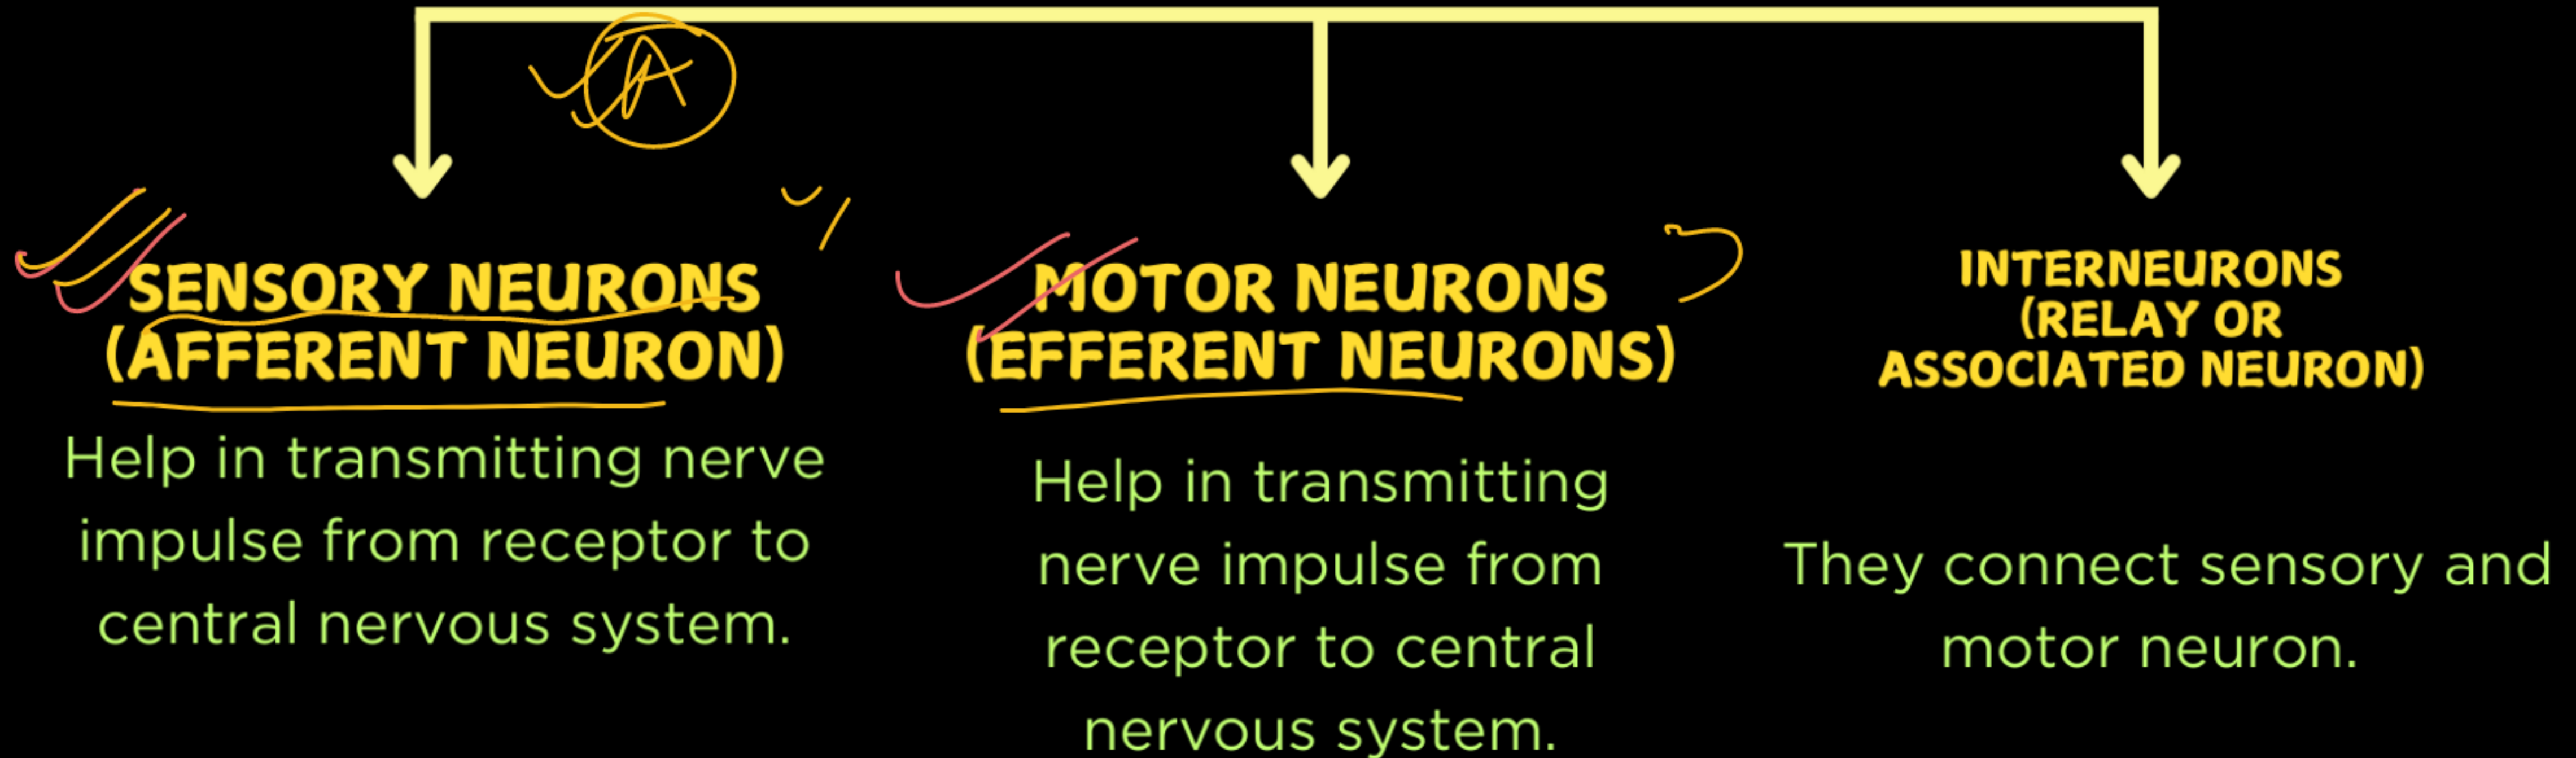 A
SENSORY NEURONS
(AFFERENT NEURON)
Help in transmitting nerve
impulse from receptor to
central nervous system.
MOTOR NEURONS
(EFFERENT NEURONS)
Help in transmitting
nerve impulse from
receptor to central
nervous system.
INTERNEURONS
(RELAY OR
ASSOCIATED NEURON)
They connect sensory and
motor neuron.